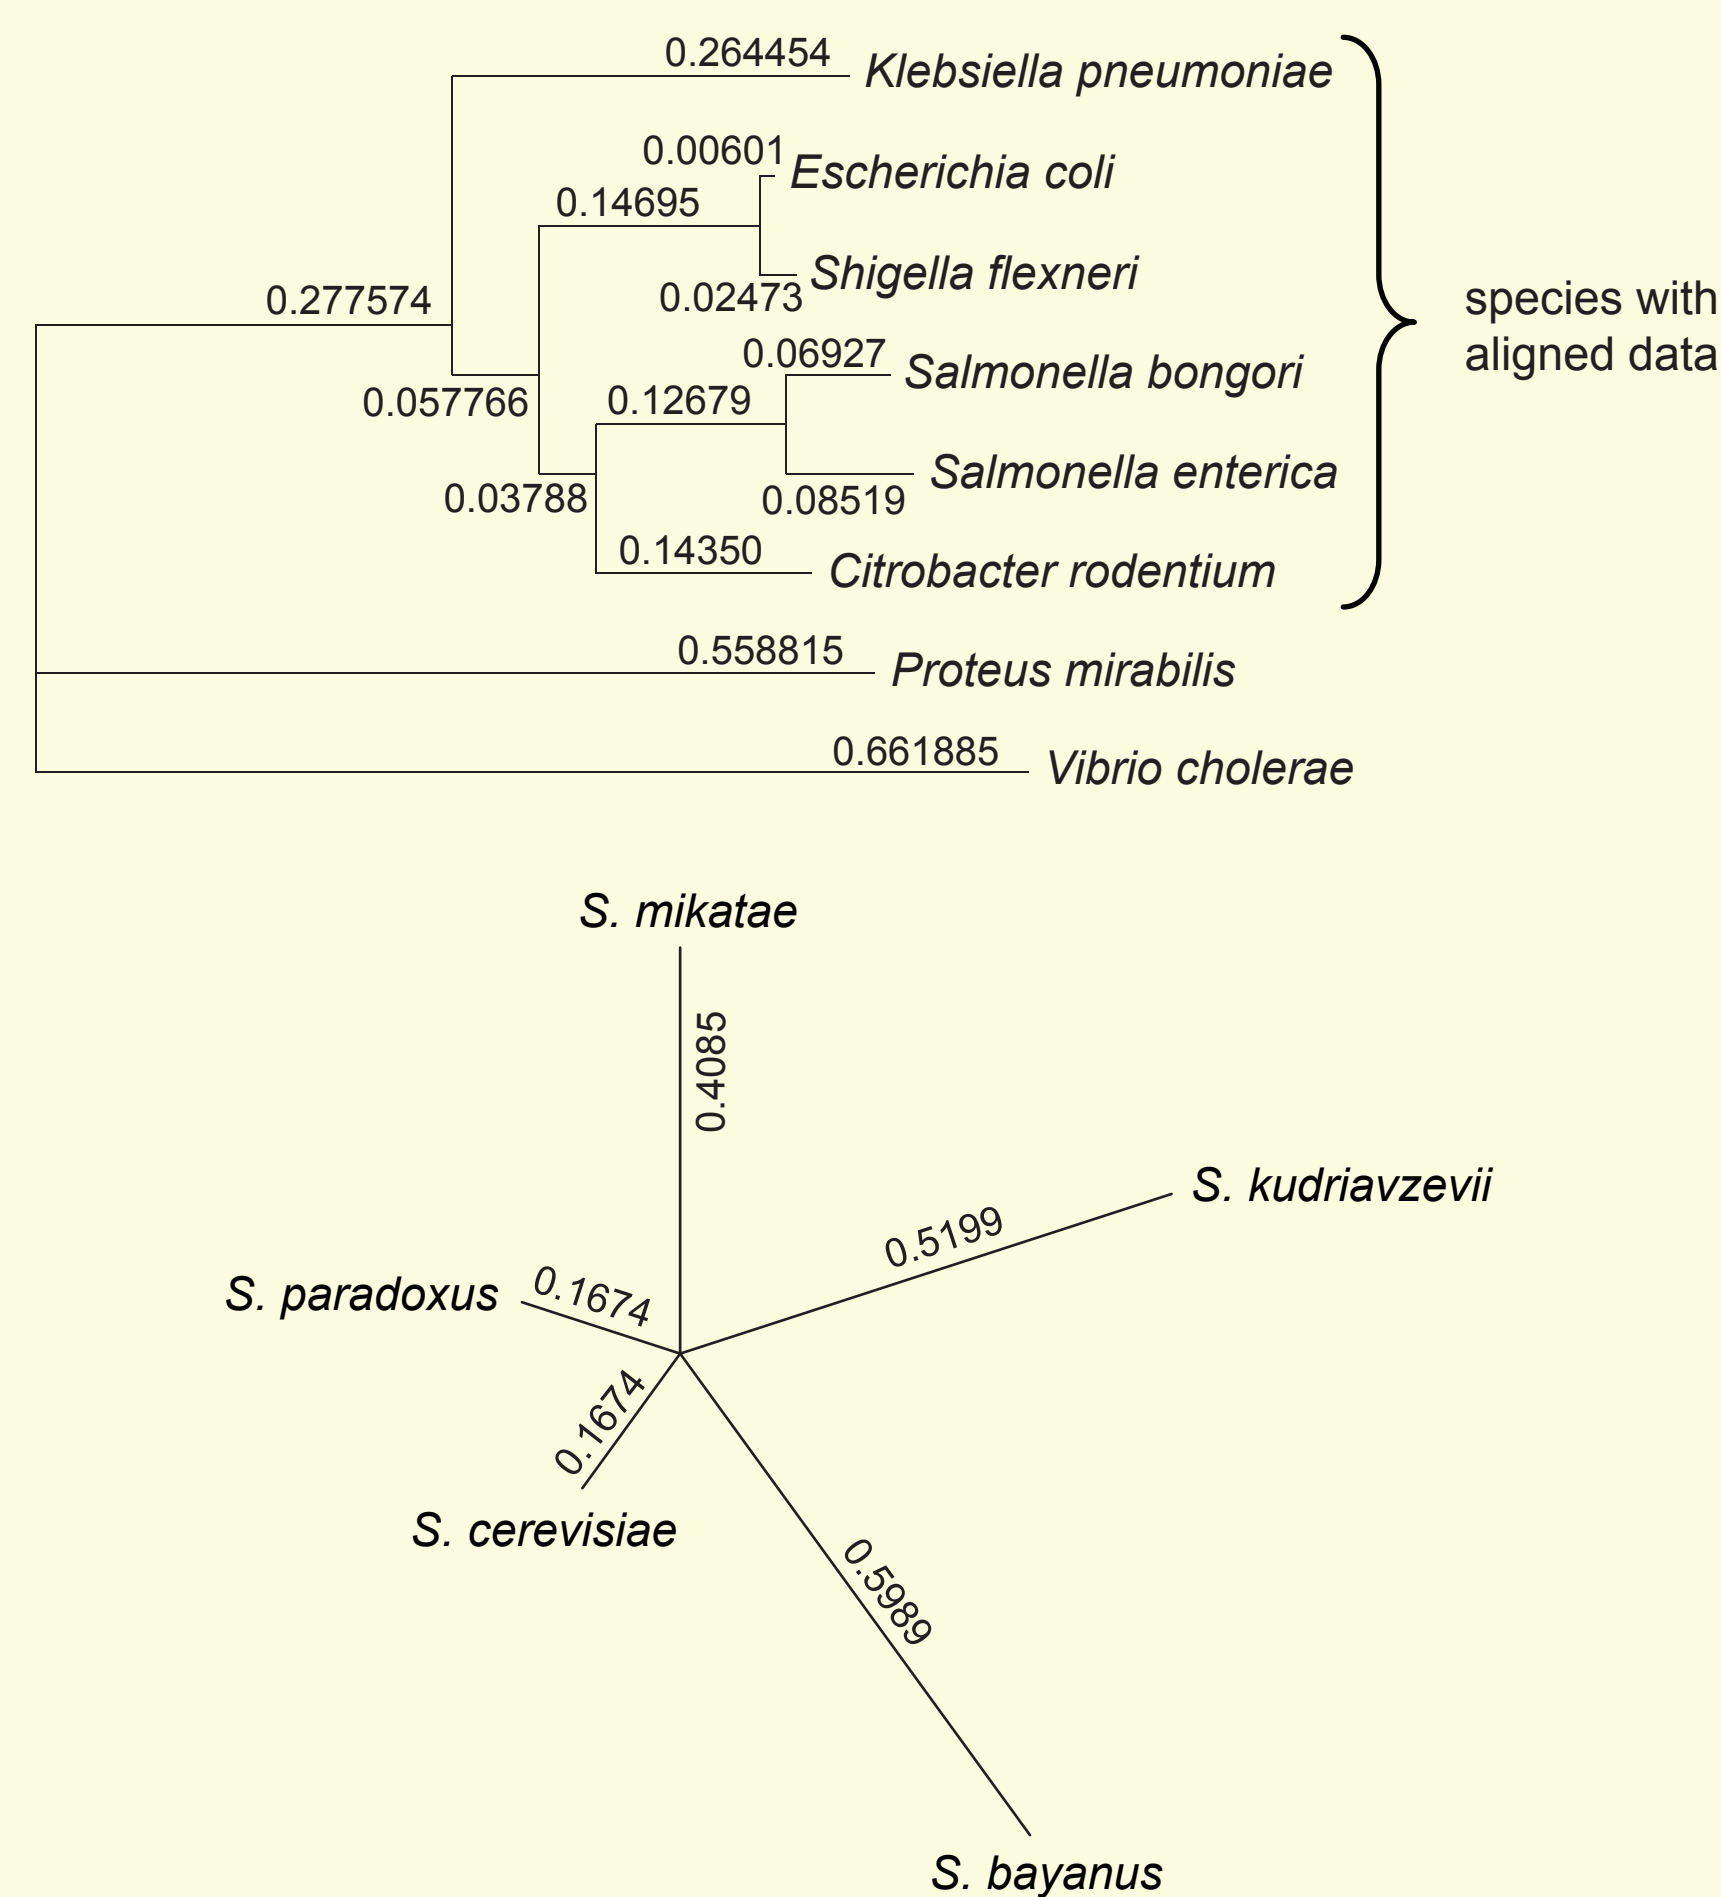 0.264454
Klebsiella pneumoniae
0.00601
Escherichia coli
0.14695
Shigella flexneri
0.02473
0.277574
species with
aligned data
0.06927
Salmonella bongori
0.057766
0.12679
Salmonella enterica
0.03788
0.08519
0.14350
Citrobacter rodentium
0.558815
Proteus mirabilis
0.661885
Vibrio cholerae
S. mikatae
0.4085
S. kudriavzevii
0.5199
S. paradoxus
0.1674
0.1674
S. cerevisiae
0.5989
S. bayanus